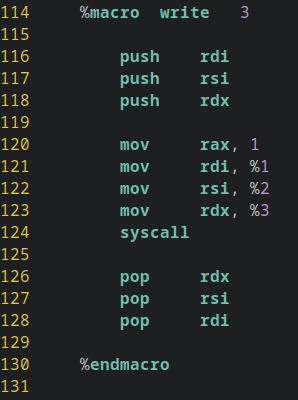 114 %macro write 3
115
116 push rdi
117 push rsi
118 push rdx
119
120 mov rax, 1
121 mov rdi, %1
122 mov rsi, %2
123 mov rdx, %3
124 syscall
125
126 pop rdx
127 pop rsi
128 pop rdi
129
130 %endmacro
131